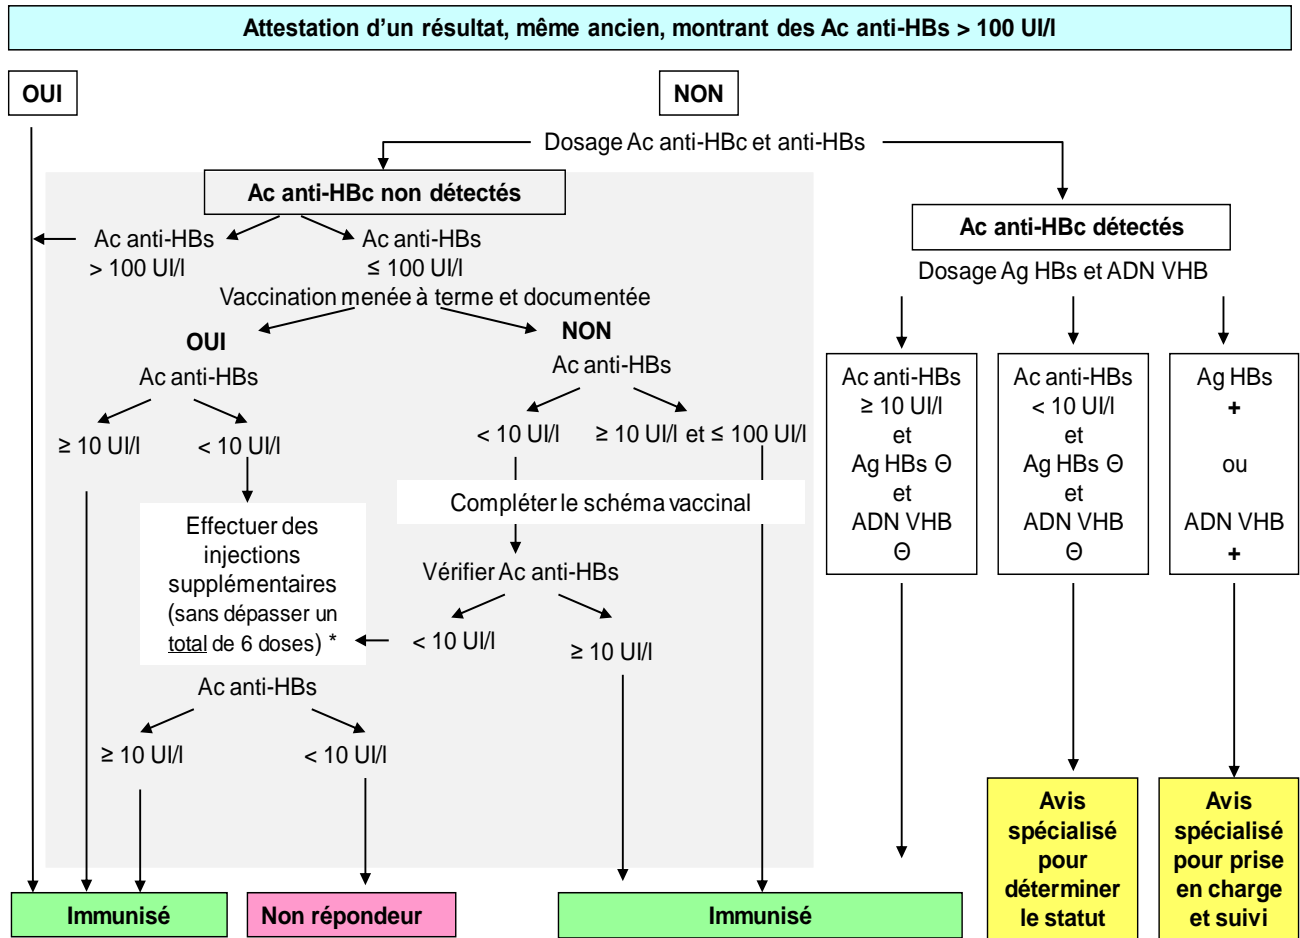 Attestation d'un résultat, même ancien, montrant des Ac anti-HBs > 100 UI/l
OUI
NON
Dosage Ac anti-HBc et anti-HBs
Ac anti-HBc non détectés
Ac anti-HBs
> 100 UI/l
Ac anti-HBs
≤ 100 UI/l
Vaccination menée à terme et documentée
OUI
Ac anti-HBs
≥ 10 UI/l
< 10 UI/l
NON
Ac anti-HBs
< 10 UI/l
≥ 10 UI/l et ≤ 100 UI/l
Effectuer des
injections
supplémentaires
(sans dépasser un
total de 6 doses) *
Compléter le schéma vaccinal
Vérifier Ac anti-HBs
< 10 UI/l
≥ 10 UI/l
Ac anti-HBs
≥ 10 UI/l
< 10 UI/l
Ac anti-HBc détectés
Dosage Ag HBs et ADN VHB
Ac anti-HBs
≥ 10 UI/l
et
Ag HBs Θ
et
ADN VHB
Θ
Ac anti-HBs
< 10 UI/l
et
Ag HBs Θ
et
ADN VHB
Θ
Ag HBs
+
ou
ADN VHB
+
Immunisé
Non répondeur
Immunisé
Avis
spécialisé
pour
déterminer
le statut
Avis
spécialisé
pour prise
en charge
et suivi